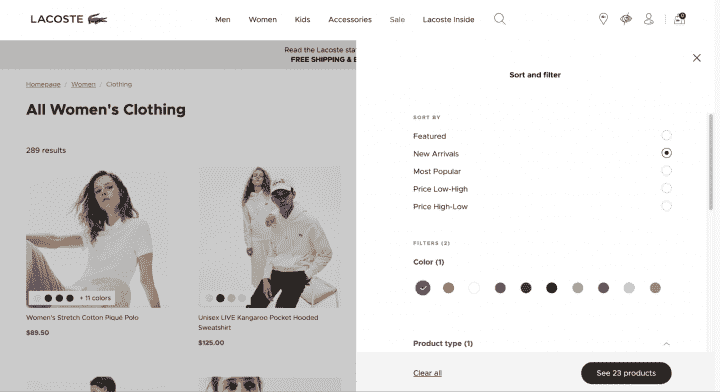 LACOSTE
Men Women Kids Accessories Sale Lacoste Inside
0
Read the Lacoste
FREE SHIPPING &
Homepage / Women / Clothing
All Women's Clothing
289 results
+ 11 colors
Women's Stretch Cotton Piqué Polo
$89.50
Unisex LIVE Kangaroo Pocket Hooded
Sweatshirt
$125.00
Sort and filter
SORT BY
Featured
New Arrivals
Most Popular
Price Low-High
Price High-Low
FILTERS (2)
Color (1)
Product type (1)
Clear all
See 23 products